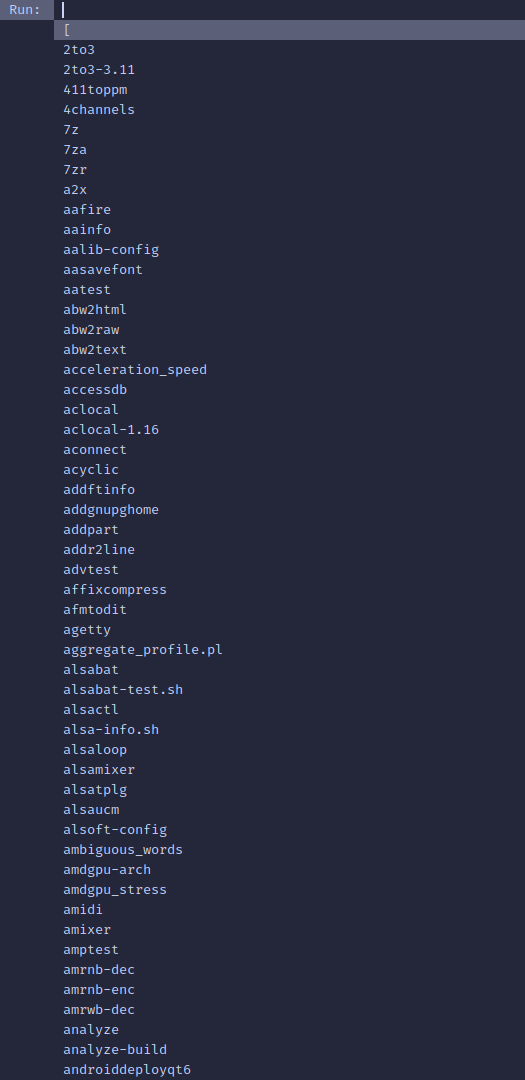 Run:
[
2to3
2to3-3.11
411toppm
4channels
7z
7za
7zr
a2x
aafire
aainfo
aalib-config
aasavefont
aatest
abw2html
abw2raw
abw2text
acceleration_speed
accessdb
aclocal
aclocal-1.16
aconnect
acyclic
addftinfo
addgnupghome
addpart
addr2line
advtest
affixcompress
afmtodit
agetty
aggregate_profile.pl
alsabat
alsabat-test.sh
alsactl
alsa-info.sh
alsaloop
alsamixer
alsatplg
alsaucm
alsoft-config
ambiguous_words
amdgpu-arch
amdgpu_stress
amidi
amixer
amptest
amrnb-dec
amrnb-enc
amrwb-dec
analyze
analyze-build
androiddeployqt6